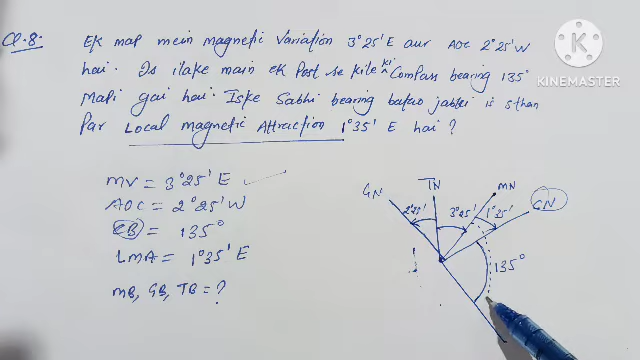 Q.8:- Ek map mein magnetic variation 3°25' E aur AOC 2°25' W
hai. Is ilake main ek Post se kile ki Compass bearing 135°
mapi gai hai. Iske Sabhi bearing batao jabki is sthan
Par Local magnetic Attraction 1°35' E hai ?
K
KINEMASTER
MV = 3°25' E
AOC = 2°25' W
CB = 135°
LMA = 1°35' E
MB, GB, TB = ?
GN TN MN CN
2°25' 3°25' 1°35'
135°